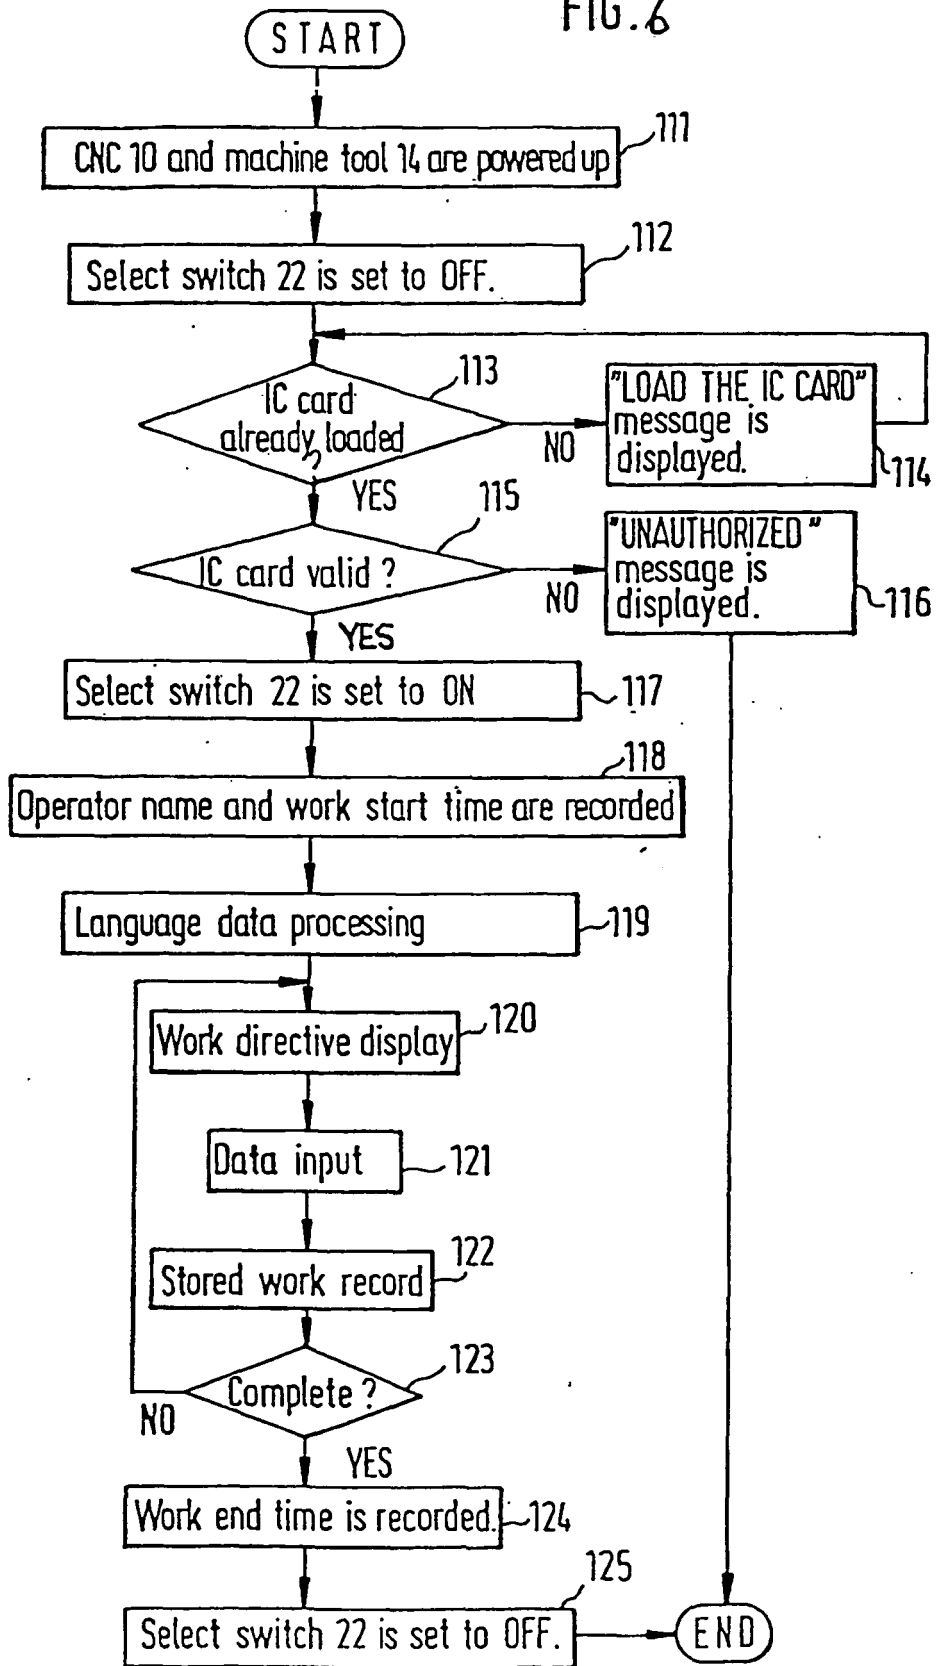 FIG. 6
START
CNC 10 and machine tool 14 are powered up
111
Select switch 22 is set to OFF.
112
IC card
already loaded
?
113
NO
"LOAD THE IC CARD"
message is
displayed.
114
YES
IC card valid ?
115
NO
"UNAUTHORIZED"
message is
displayed.
116
YES
Select switch 22 is set to ON
117
118
Operator name and work start time are recorded
Language data processing
119
Work directive display
120
Data input
121
Stored work record
122
Complete ?
123
NO
YES
Work end time is recorded.
124
125
Select switch 22 is set to OFF.
END